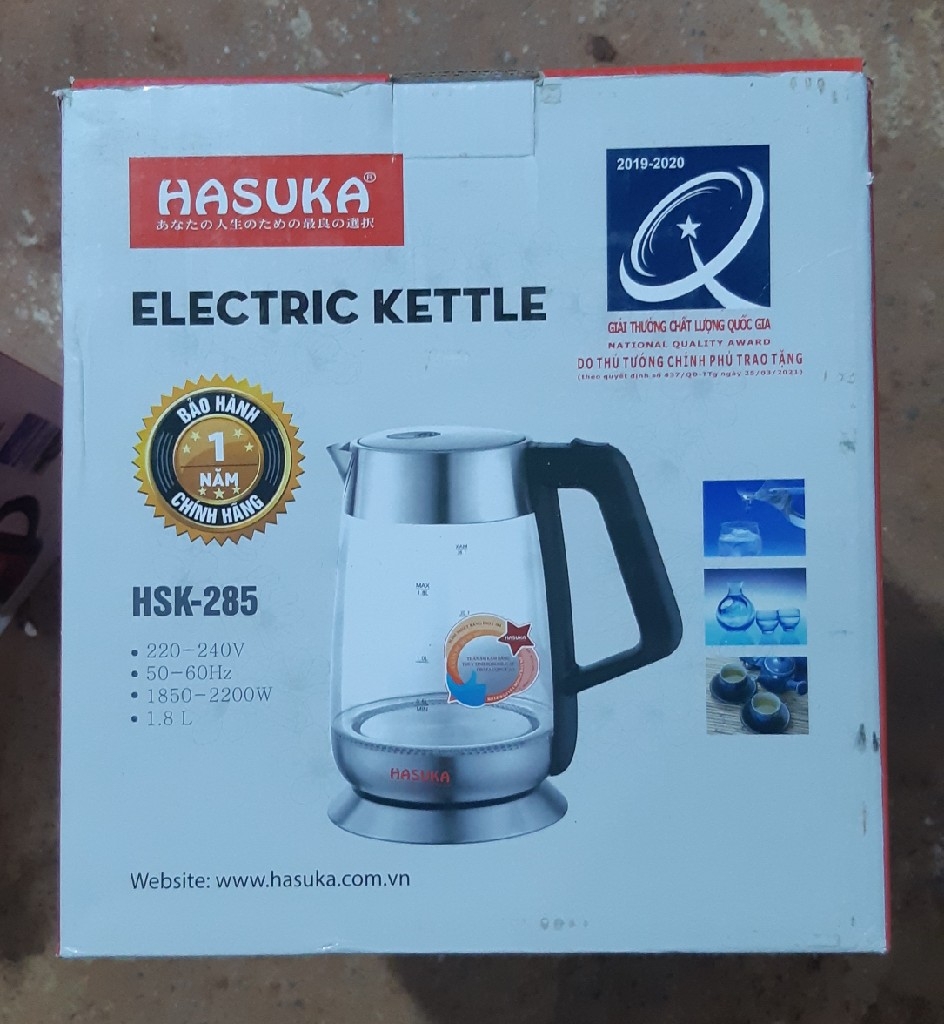 HASUKA®
あなたの人生のための最良の選択
ELECTRIC KETTLE
2019-2020
GIẢI THƯỞNG CHẤT LƯỢNG QUỐC GIA
NATIONAL QUALITY AWARD
DO THỦ TƯỚNG CHÍNH PHỦ TRAO TẶNG
BẢO HÀNH
1
NĂM
CHÍNH HÃNG
HSK-285
• 220-240V
• 50-60Hz
• 1850-2200W
• 1.8 L
MAX
1.8L
HASUKA
HASUKA
Website: www.hasuka.com.vn